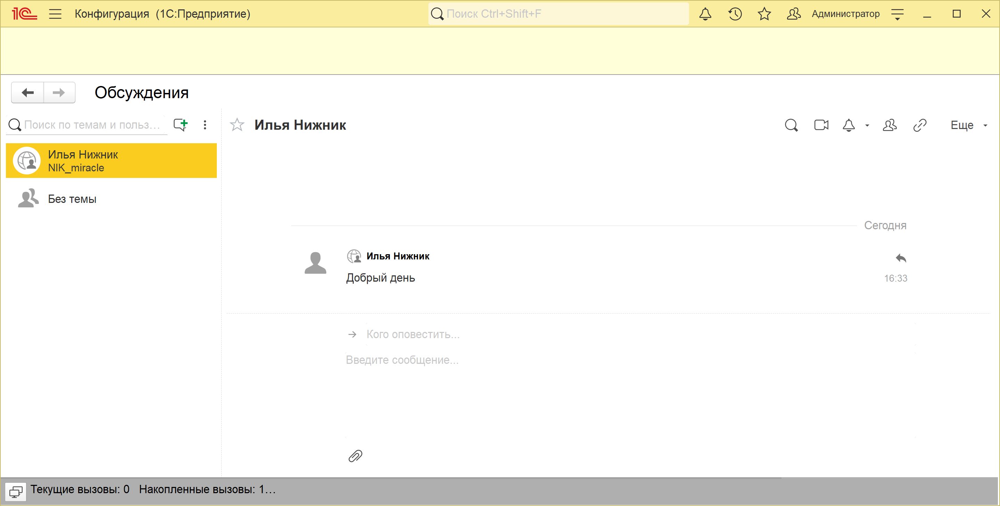 1С Конфигурация (1С:Предприятие) Поиск Ctrl+Shift+F Администратор
Обсуждения
Поиск по темам и польз...
Илья Нижник
Еще
Илья Нижник
NIK_miracle
Без темы
Сегодня
Илья Нижник
Добрый день
16:33
Кого оповестить...
Введите сообщение...
Текущие вызовы: 0 Накопленные вызовы: 1...